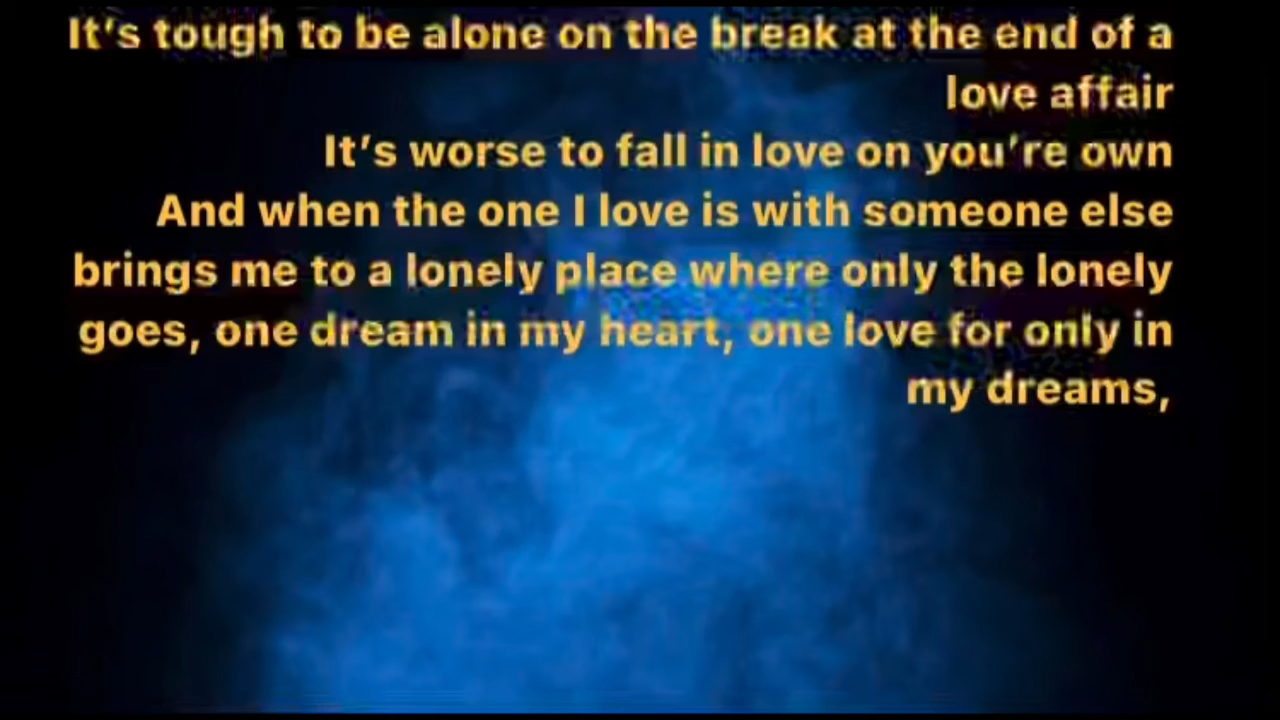 It’s tough to be alone on the break at the end of a
love affair
It’s worse to fall in love on you’re own
And when the one I love is with someone else
brings me to a lonely place where only the lonely
goes, one dream in my heart, one love for only in
my dreams,